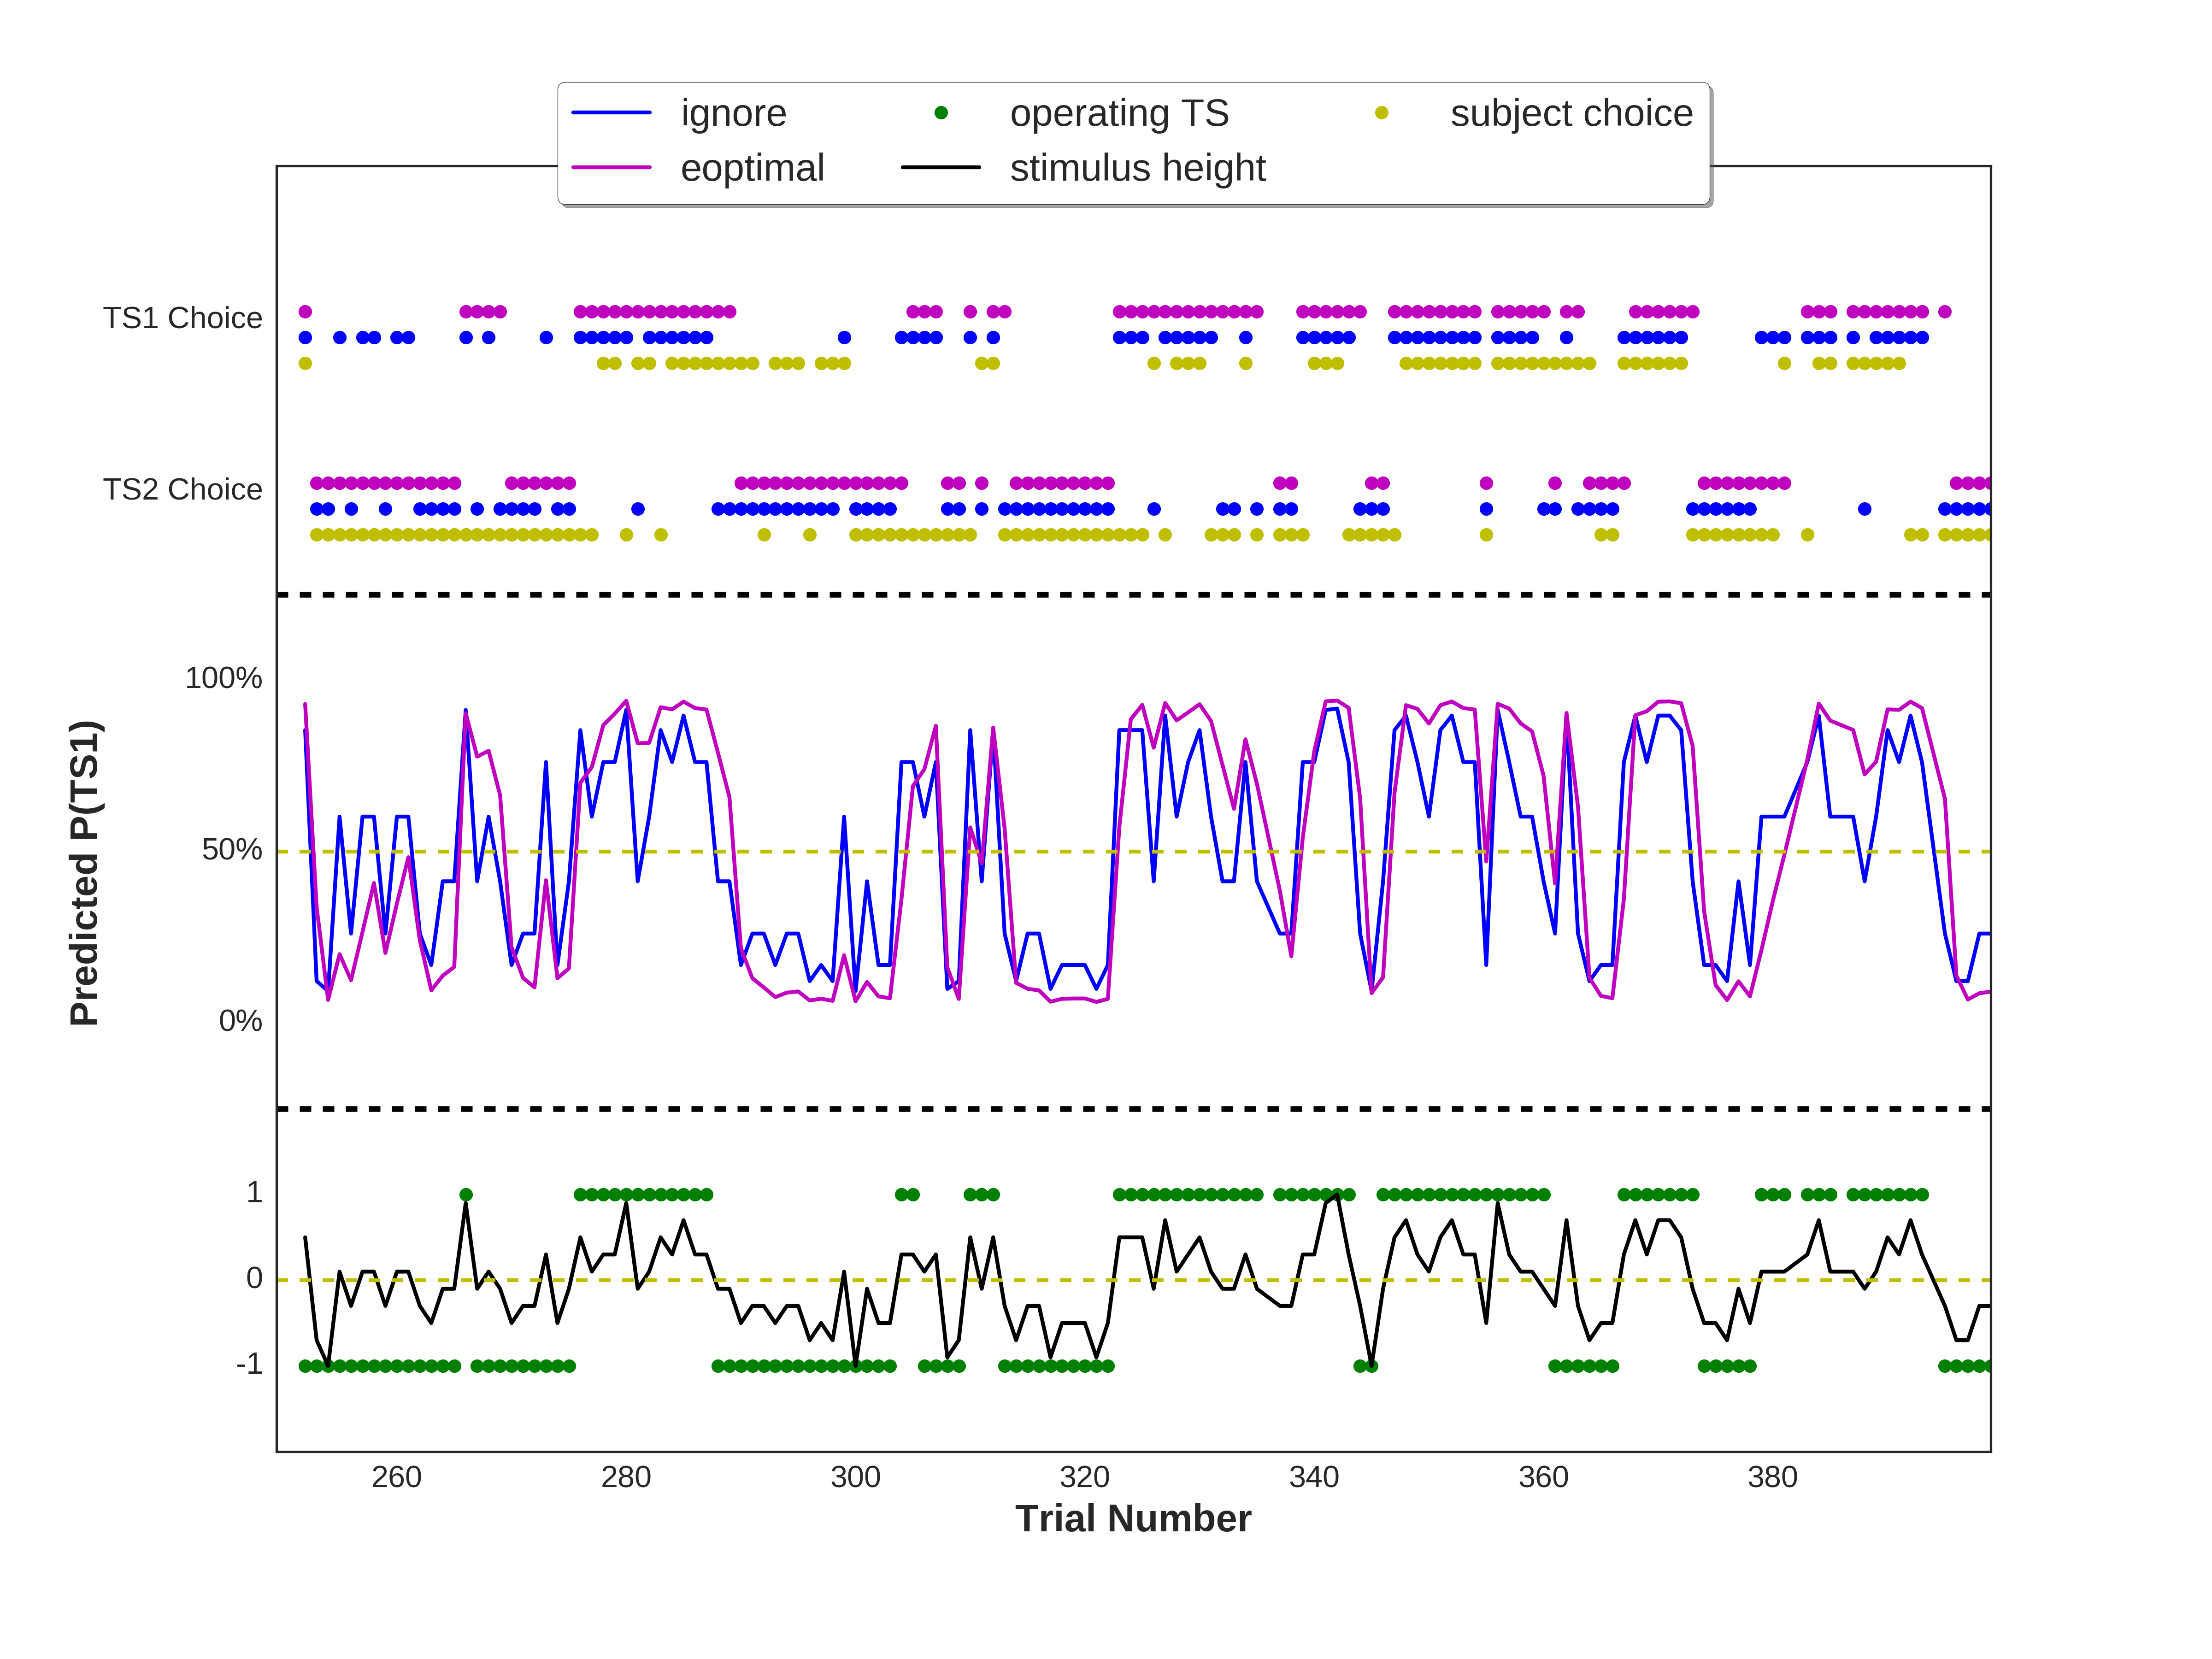 ignore operating TS subject choice
eoptimal stimulus height
TS1 Choice
TS2 Choice
100%
50%
0%
Predicted P(TS1)
1
0
-1
260 280 300 320 340 360 380
Trial Number